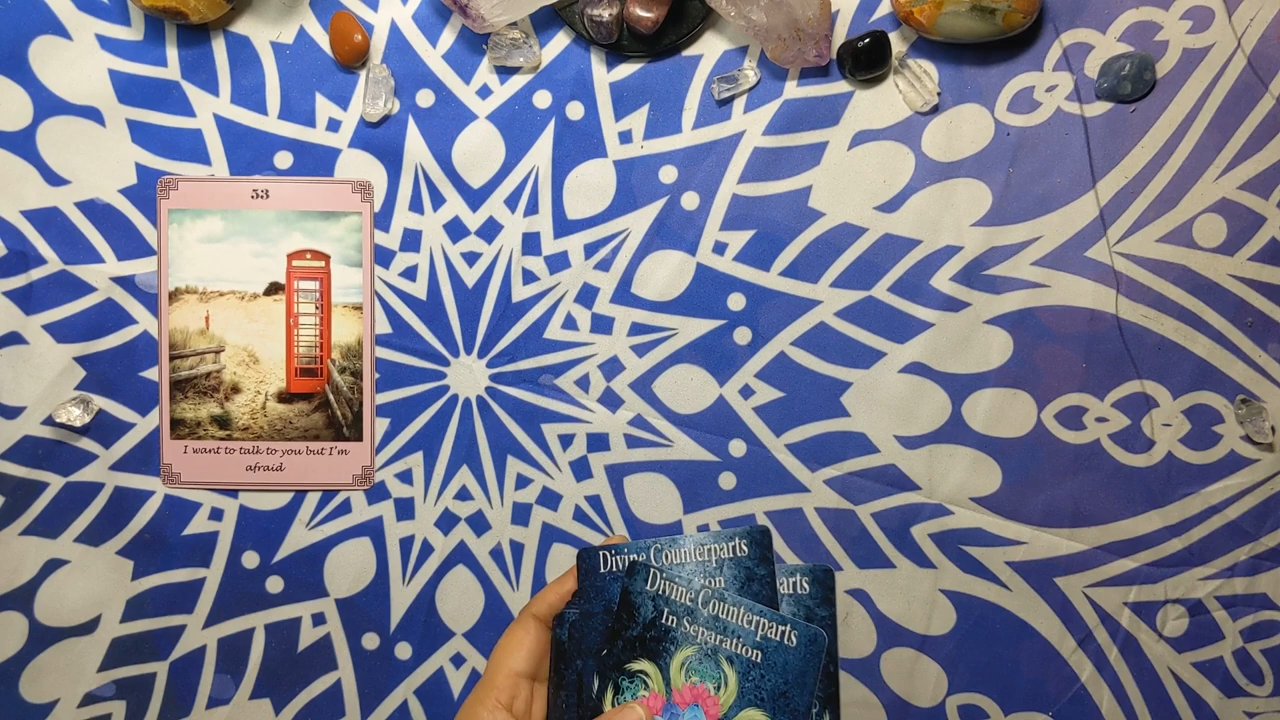 53
I want to talk to you but I'm
afraid
Divine Counterparts
Divine Counterparts
In Separation